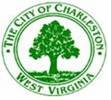 • THE CITY OF CHARLESTON •
WEST VIRGINIA